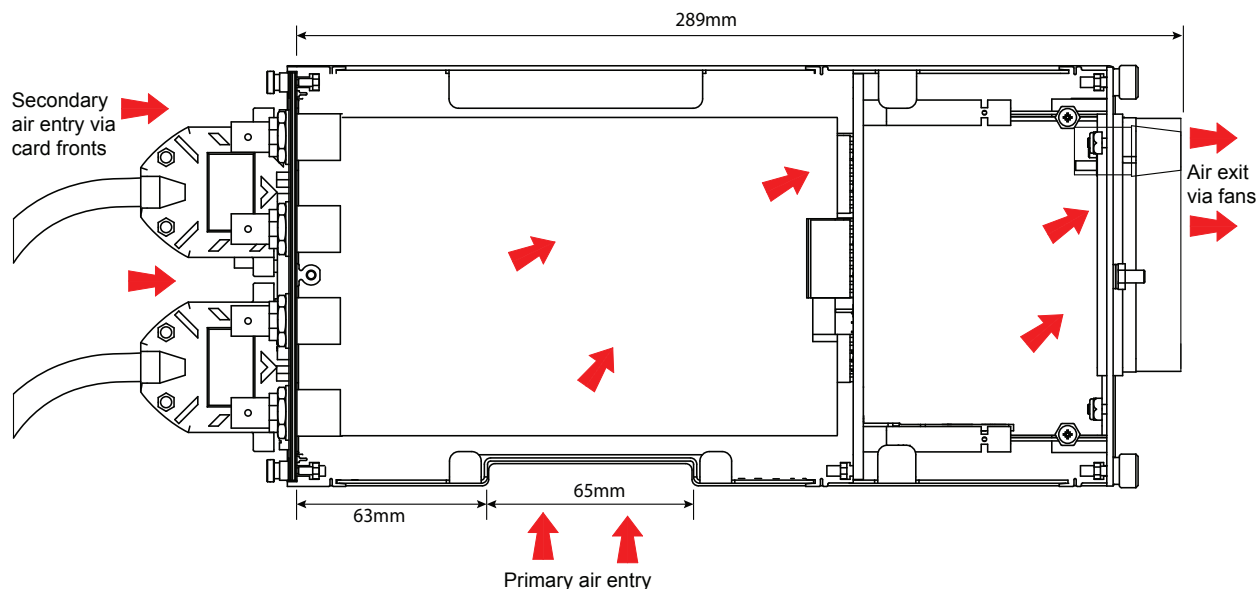 289mm
Secondary
air entry via
card fronts
Air exit
via fans
65mm
63mm
Primary air entry